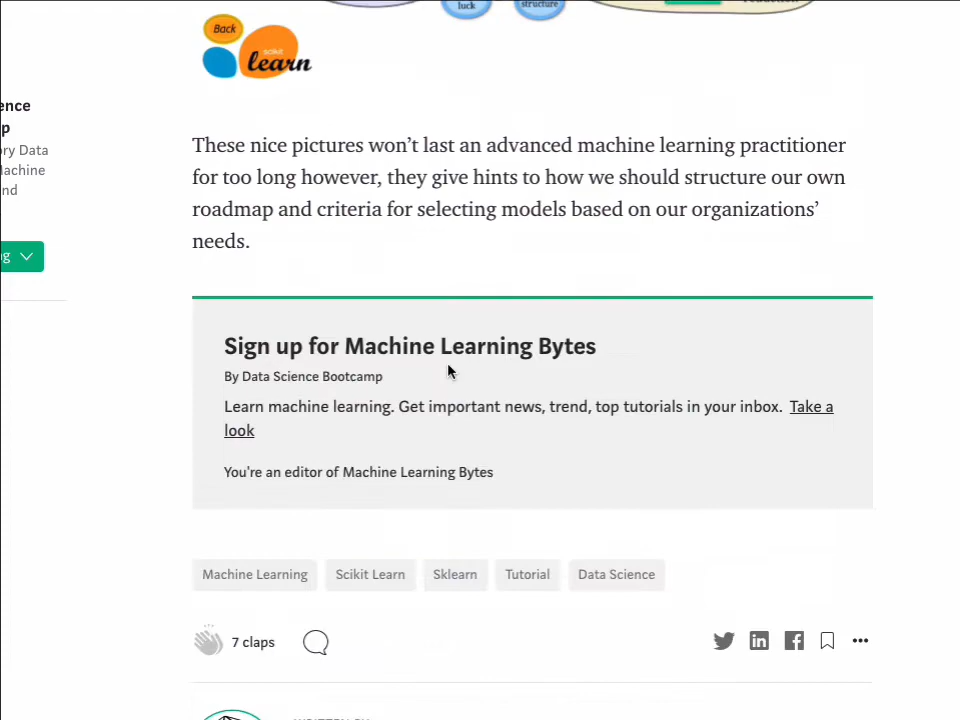 luck
structure
Back
scikit
learn
ence
p
ory Data
Machine
nd
g
These nice pictures won’t last an advanced machine learning practitioner
for too long however, they give hints to how we should structure our own
roadmap and criteria for selecting models based on our organizations’
needs.
Sign up for Machine Learning Bytes
By Data Science Bootcamp
Learn machine learning. Get important news, trend, top tutorials in your inbox. Take a
look
You're an editor of Machine Learning Bytes
Machine Learning Scikit Learn Sklearn Tutorial Data Science
7 claps